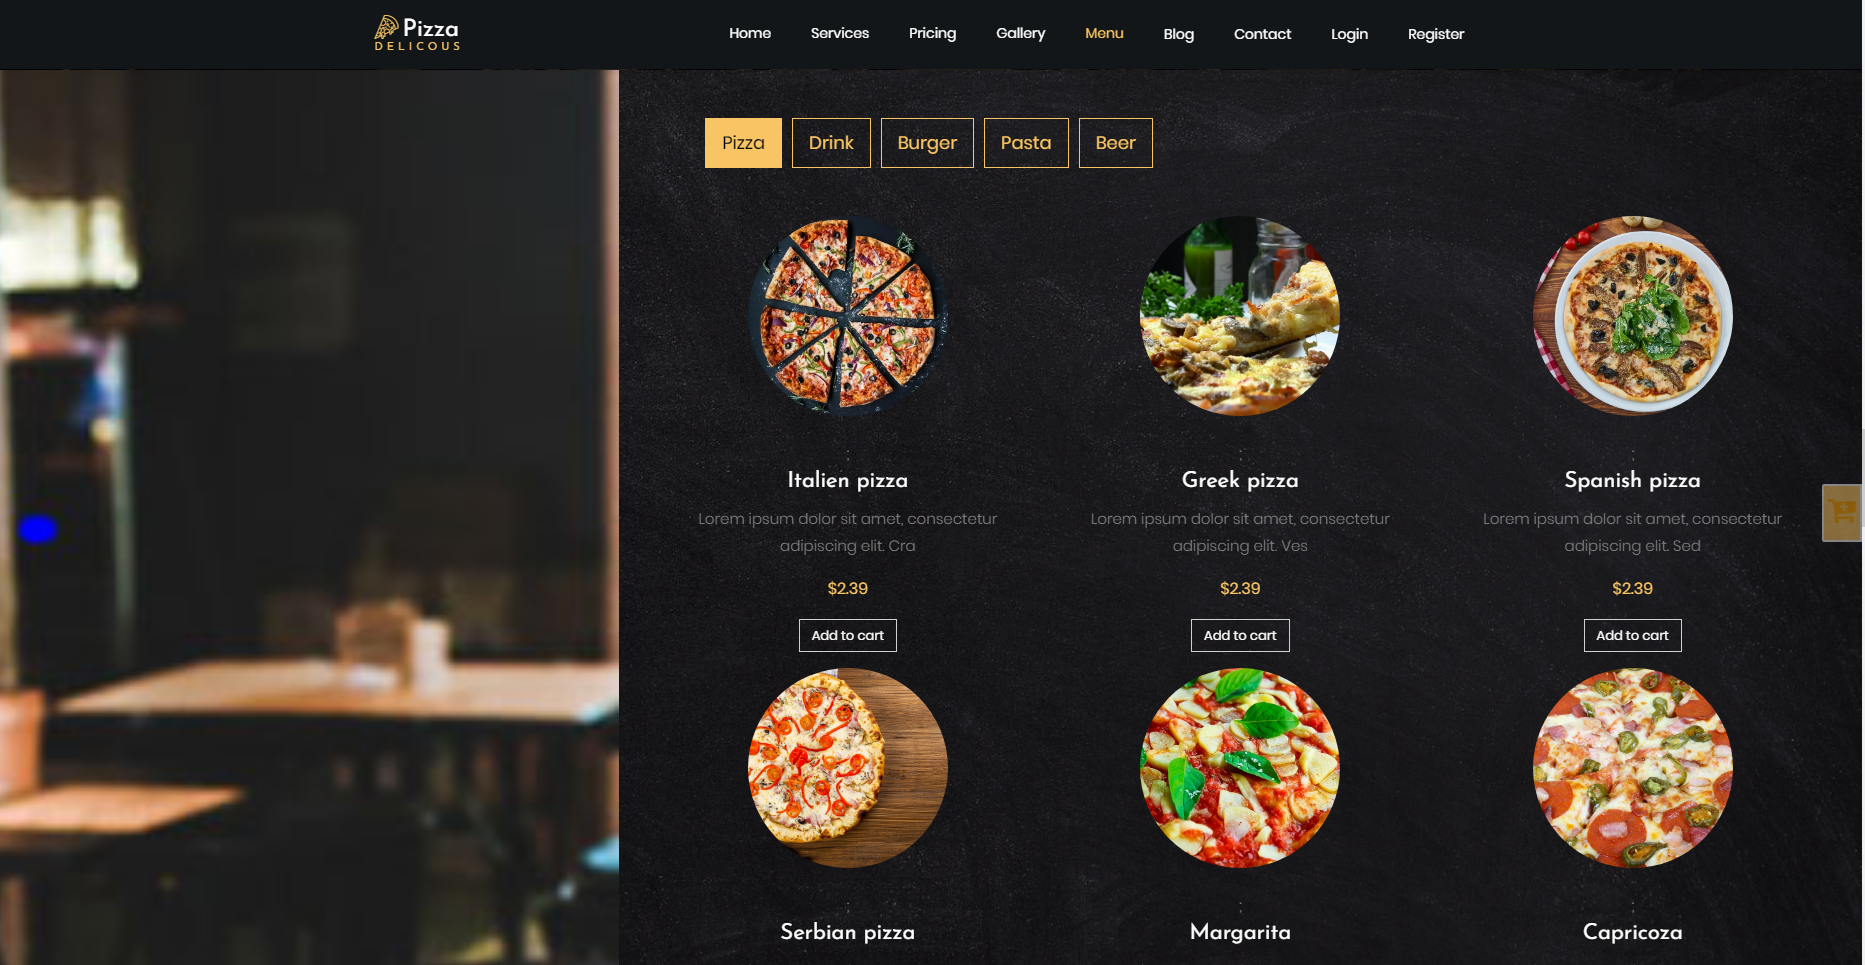 Pizza
DELICOUS
Home Services Pricing Gallery Menu Blog Contact Login Register
Pizza Drink Burger Pasta Beer
Italien pizza
Lorem ipsum dolor sit amet, consectetur
adipiscing elit. Cra
$2.39
Add to cart
Greek pizza
Lorem ipsum dolor sit amet, consectetur
adipiscing elit. Ves
$2.39
Add to cart
Spanish pizza
Lorem ipsum dolor sit amet, consectetur
adipiscing elit. Sed
$2.39
Add to cart
Serbian pizza
Margarita
Capricoza